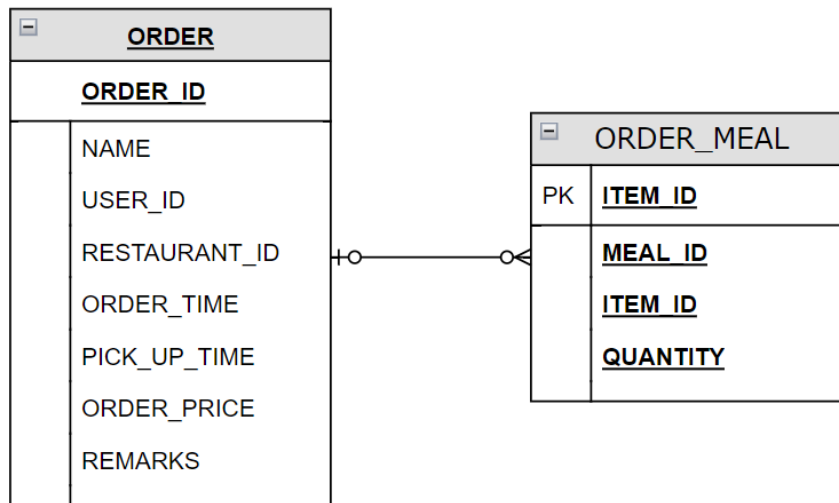 ORDER
ORDER_ID
NAME
USER_ID
RESTAURANT_ID
ORDER_TIME
PICK_UP_TIME
ORDER_PRICE
REMARKS
ORDER_MEAL
PK ITEM_ID
MEAL_ID
ITEM_ID
QUANTITY